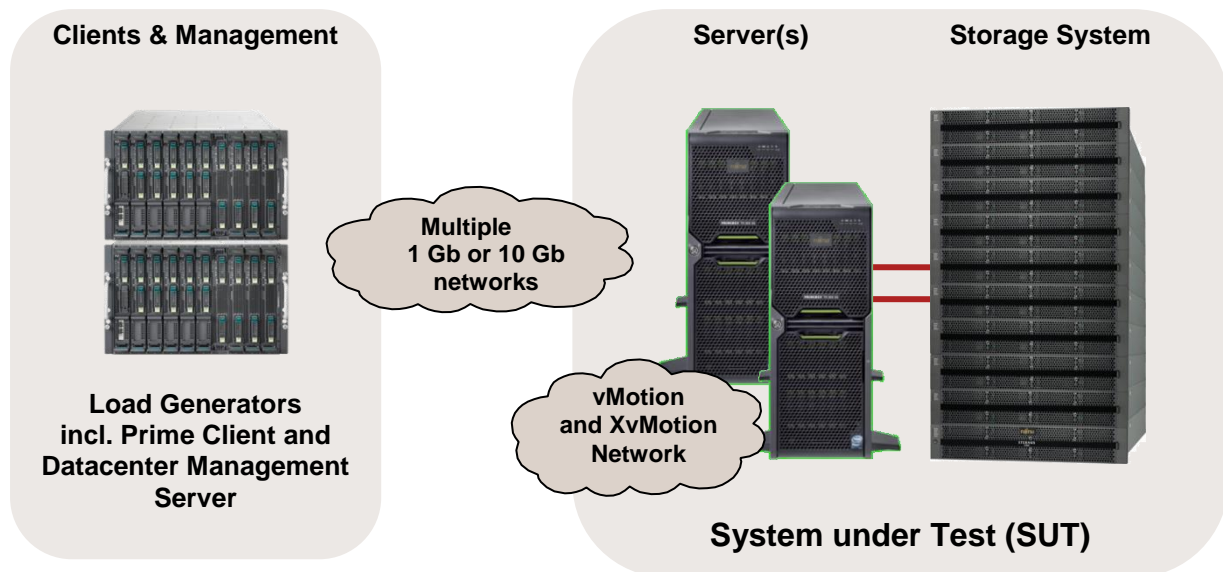 Clients & Management
Load Generators
incl. Prime Client and
Datacenter Management
Server
Multiple
1 Gb or 10 Gb
networks
Server(s)
Storage System
vMotion
and XvMotion
Network
System under Test (SUT)